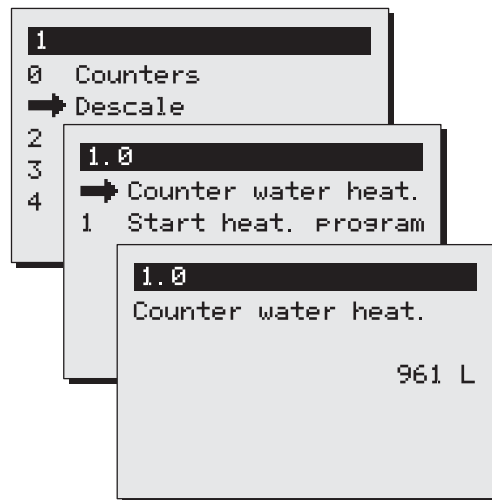 1
0 Counters
Descale
2
3
4
1.0
Counter water heat.
1 Start heat. program
1.0
Counter water heat.
961 L